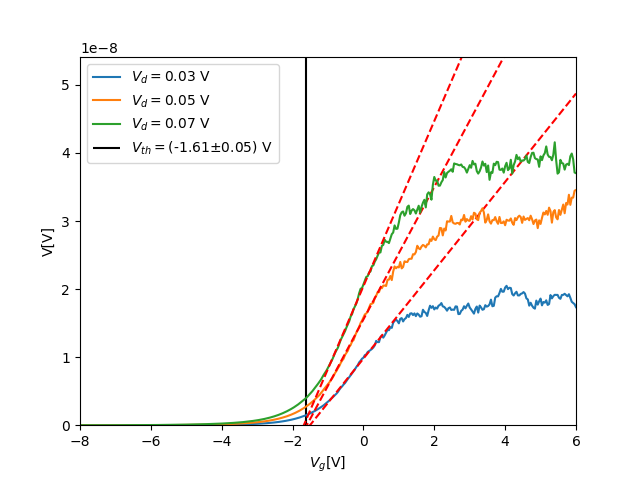 1e−8
V_d = 0.03 V
V_d = 0.05 V
V_d = 0.07 V
V_th = (-1.61±0.05) V
V[V]
5
4
3
2
1
0
−8
−6
−4
−2
0
2
4
6
V_g[V]